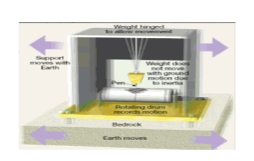 Weight hinged
to allow movement
Support
moves with
Earth
Weight does
not move
with ground
motion due
to inertia
Pen
Rotating drum
records motion
Bedrock
Earth moves